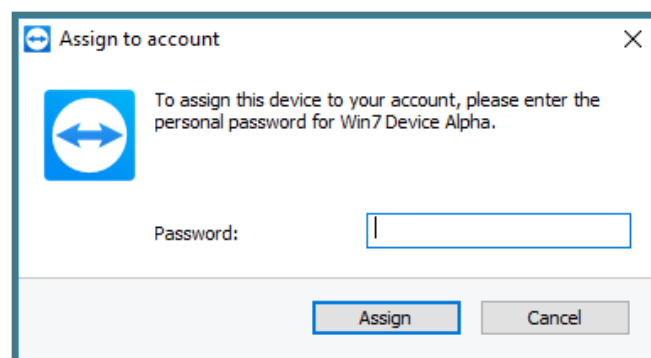 Assign to account
To assign this device to your account, please enter the
personal password for Win7 Device Alpha.
Password:
Assign
Cancel